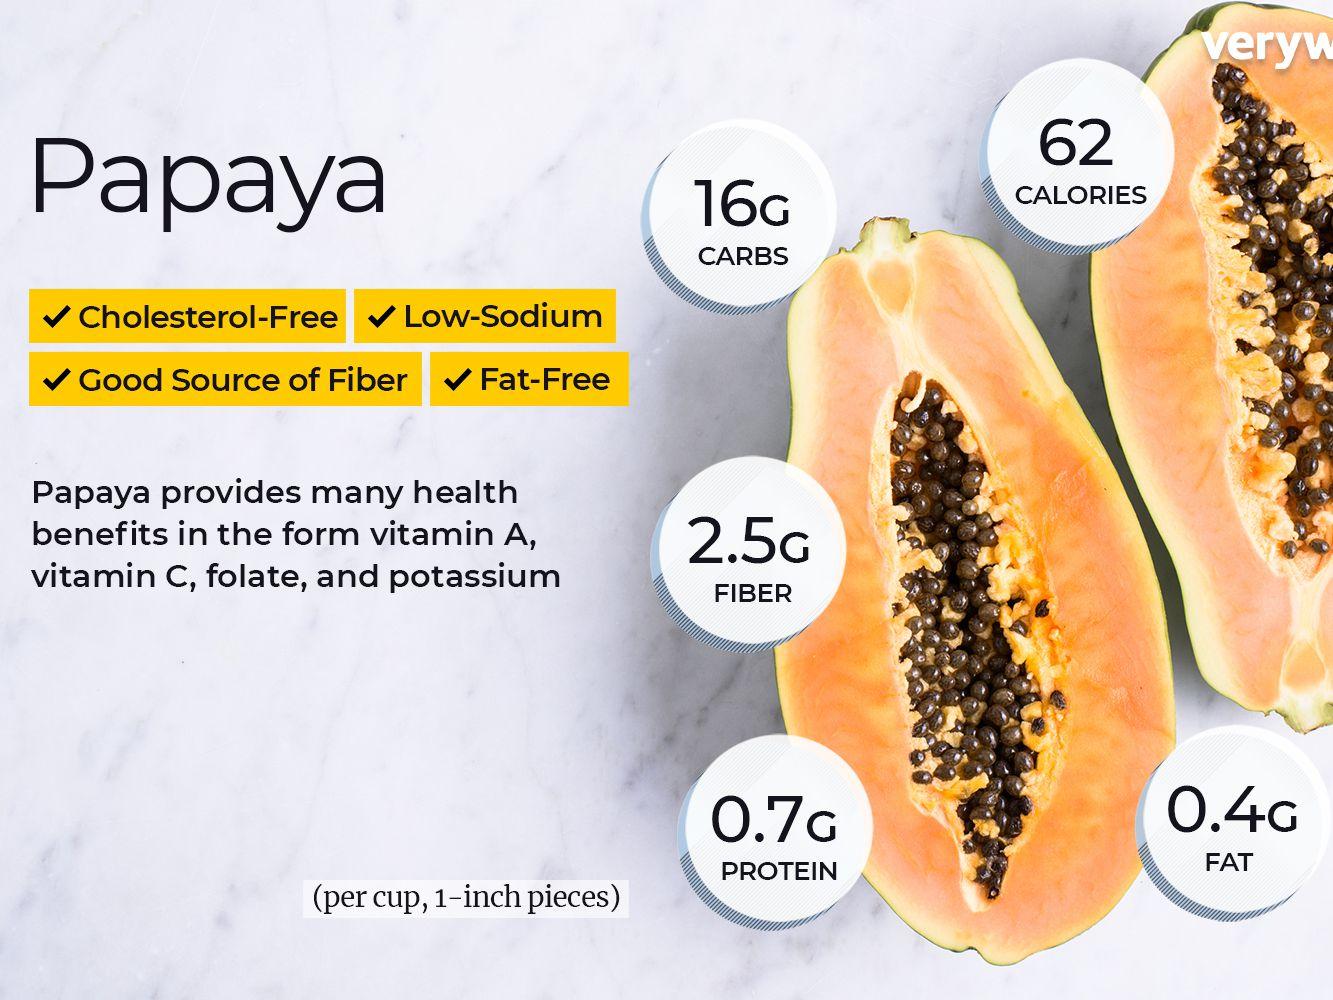 Papaya
✓ Cholesterol-Free ✓ Low-Sodium
✓ Good Source of Fiber ✓ Fat-Free
Papaya provides many health
benefits in the form vitamin A,
vitamin C, folate, and potassium
(per cup, 1-inch pieces)
16G
CARBS
62
CALORIES
2.5G
FIBER
0.7G
PROTEIN
0.4G
FAT